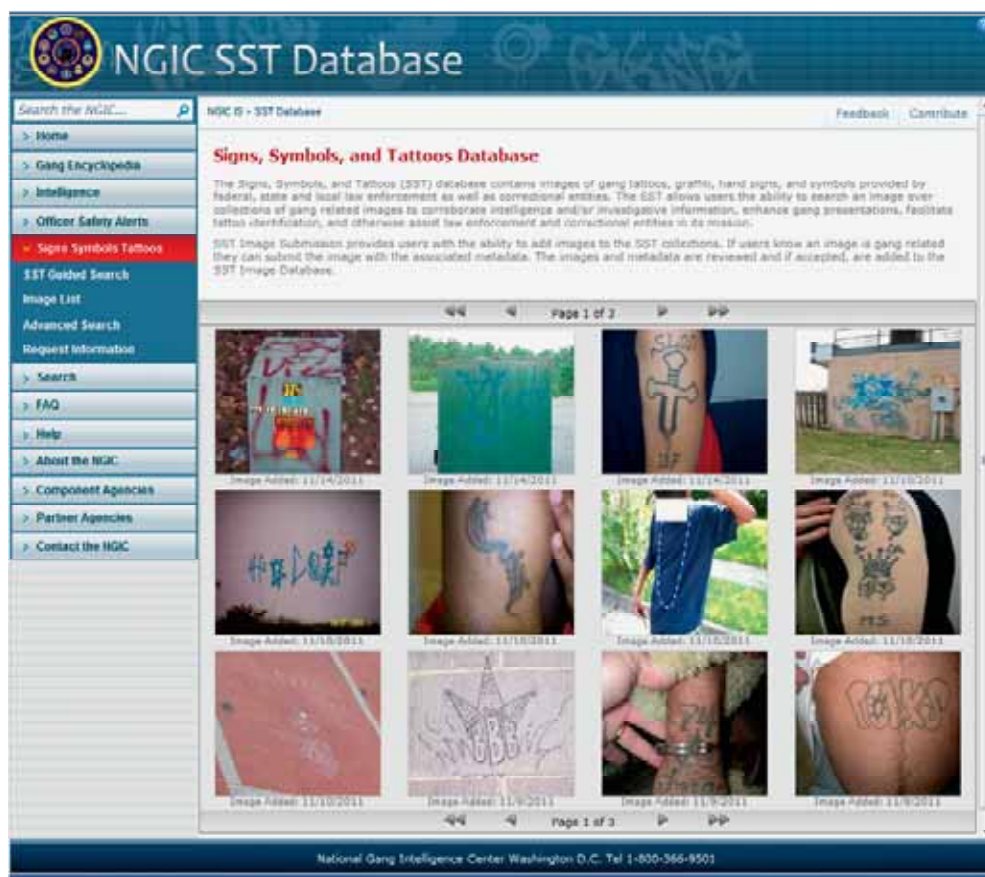 NGIC SST Database
Search the NGIC....
NGIC IS > SST Database
Feedback Contribute
> Home
> Gang Encyclopedia
> Intelligence
> Officer Safety Alerts
Signs Symbols Tattoos
SST Guided Search
Image List
Advanced Search
Request Information
> Search
> FAQ
> Help
> About the NGIC
> Component Agencies
> Partner Agencies
> Contact the NGIC
Signs, Symbols, and Tattoos Database
The Signs, Symbols, and Tattoos (SST) database contains images of gang tattoos, graffiti, hand signs, and symbols provided by
federal, state and local law enforcement as well as correctional entities. The SST allows users the ability to search an image over
collections of gang related images to corroborate intelligence and/or investigative information, enhance gang presentations, facilitate
tattoo identification, and otherwise assist law enforcement and correctional entities in its mission.
SST Image Submission provides users with the ability to add images to the SST collections. If users know an image is gang related
they can submit the image with the associated metadata. The images and metadata are reviewed and if accepted, are added to the
SST Image Database.
Page 1 of 3
Image Added: 11/14/2011 Image Added: 11/14/2011 Image Added: 11/14/2011 Image Added: 11/10/2011
MS
Image Added: 11/10/2011 Image Added: 11/10/2011 Image Added: 11/10/2011 Image Added: 11/10/2011
GBB
74
Image Added: 11/10/2011 Image Added: 11/9/2011 Image Added: 11/9/2011 Image Added: 11/9/2011
Page 1 of 3
National Gang Intelligence Center Washington D.C. Tel 1-800-366-9501